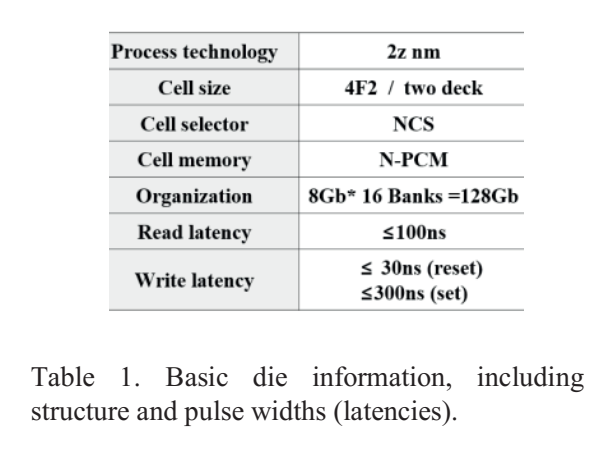 Process technology 2z nm
Cell size 4F2 / two deck
Cell selector NCS
Cell memory N-PCM
Organization 8Gb* 16 Banks =128Gb
Read latency ≤100ns
Write latency ≤ 30ns (reset)
≤300ns (set)
Table 1. Basic die information, including
structure and pulse widths (latencies).